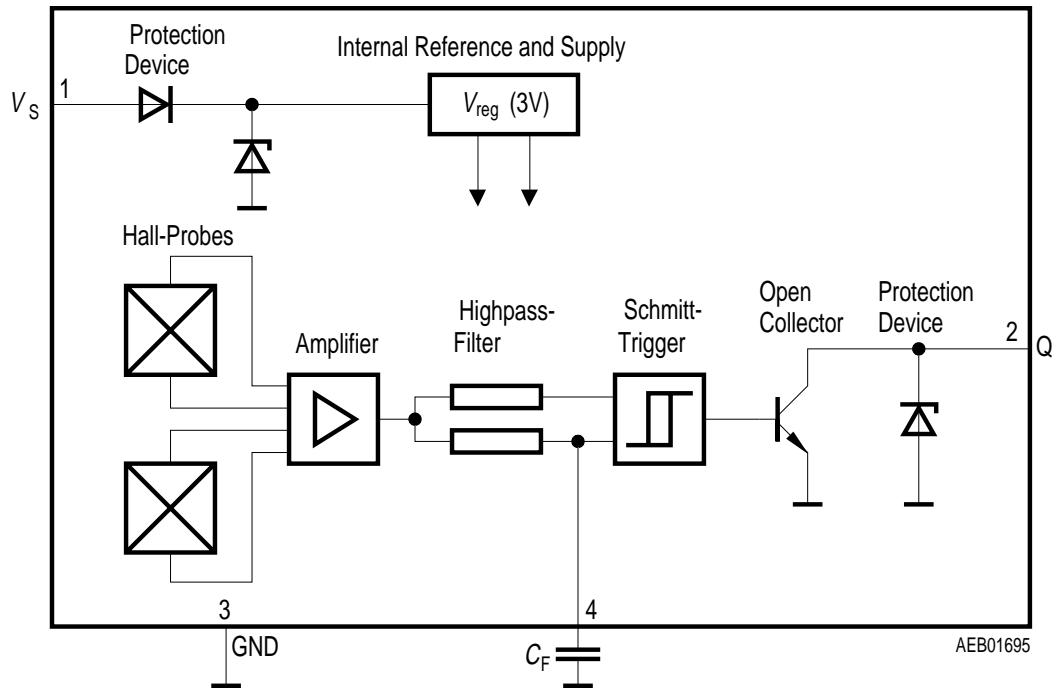 Protection
Device
Internal Reference and Supply
V S
1
V reg (3V)
Hall-Probes
Amplifier
Highpass-
Filter
Schmitt-
Trigger
Open
Collector
Protection
Device
2
Q
3
GND
4
C F
AEB01695